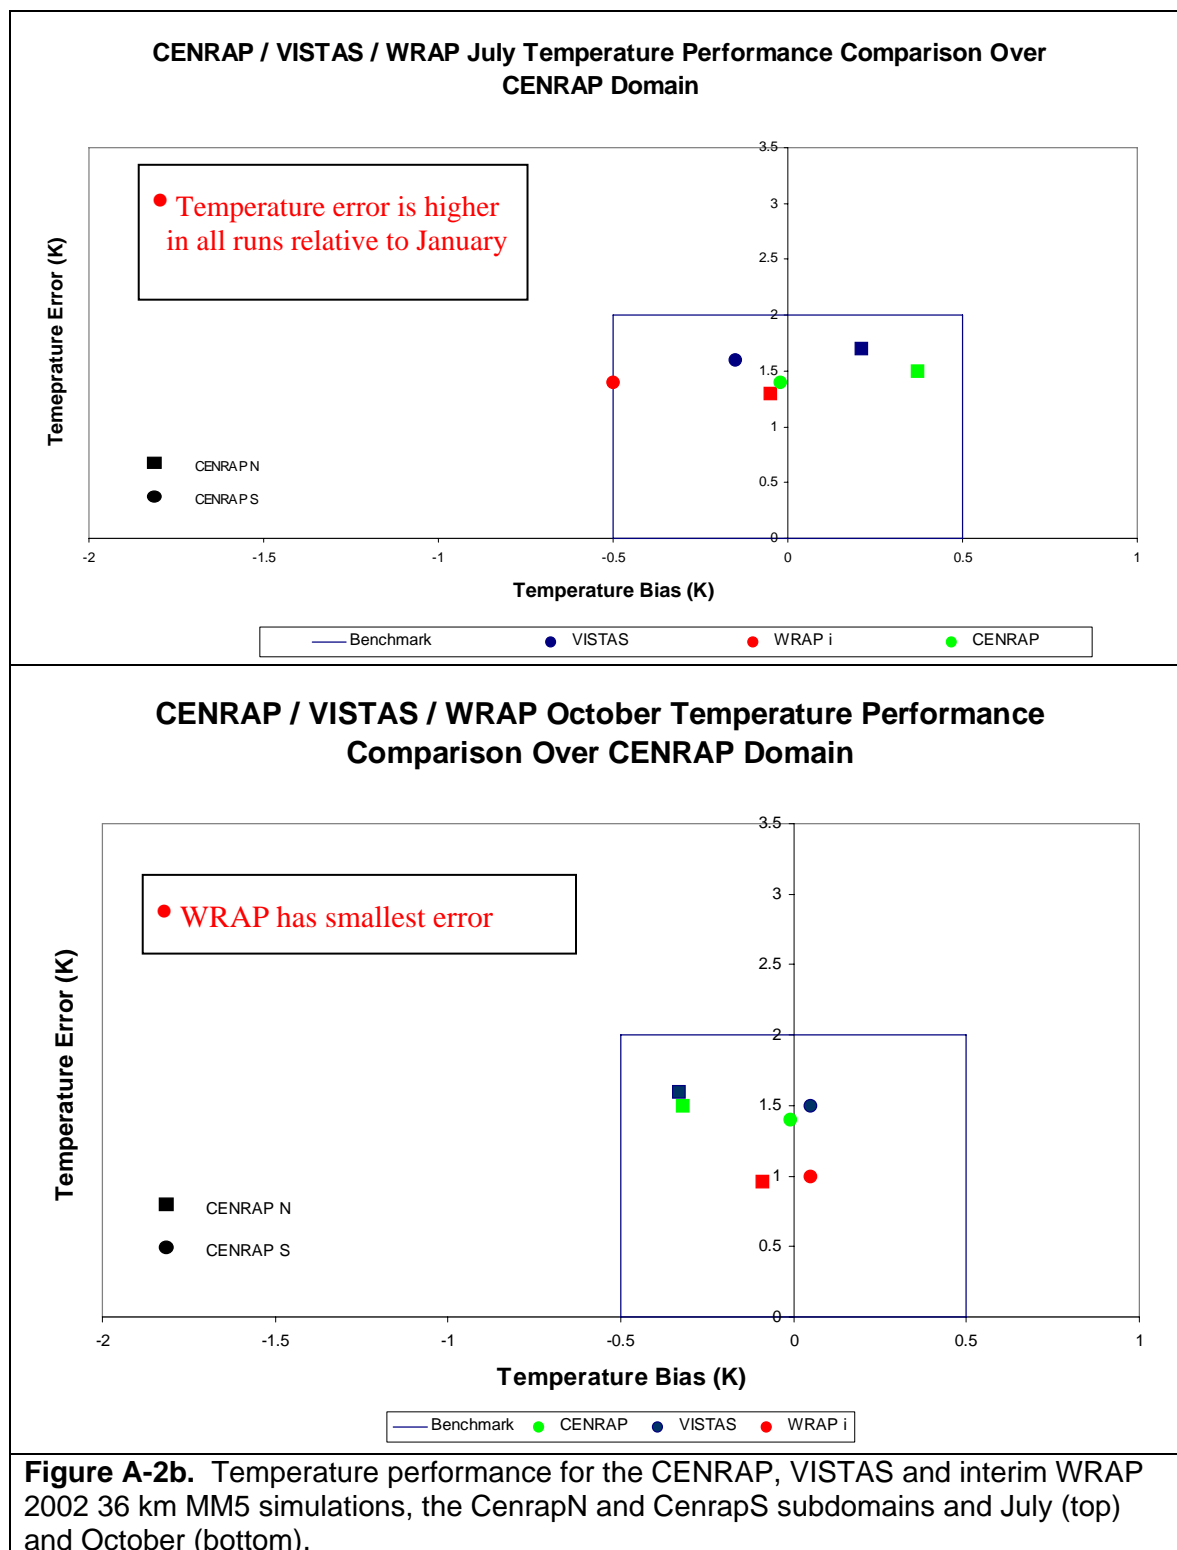 CENRAP / VISTAS / WRAP July Temperature Performance Comparison Over
CENRAP Domain
3.5
3
2.5
2
1.5
1
0.5
0
-2
-1.5
-1
-0.5
0
0.5
1
Temeprature Error (K)
Temperature Bias (K)
• Temperature error is higher
in all runs relative to January
CENRAP N
CENRAP S
Benchmark
VISTAS
WRAP i
CENRAP
CENRAP / VISTAS / WRAP October Temperature Performance
Comparison Over CENRAP Domain
3.5
3
2.5
2
1.5
1
0.5
0
-2
-1.5
-1
-0.5
0
0.5
1
Temperature Error (K)
Temperature Bias (K)
• WRAP has smallest error
CENRAP N
CENRAP S
Benchmark
CENRAP
VISTAS
WRAP i
Figure A-2b. Temperature performance for the CENRAP, VISTAS and interim WRAP
2002 36 km MM5 simulations, the CenrapN and CenrapS subdomains and July (top)
and October (bottom).